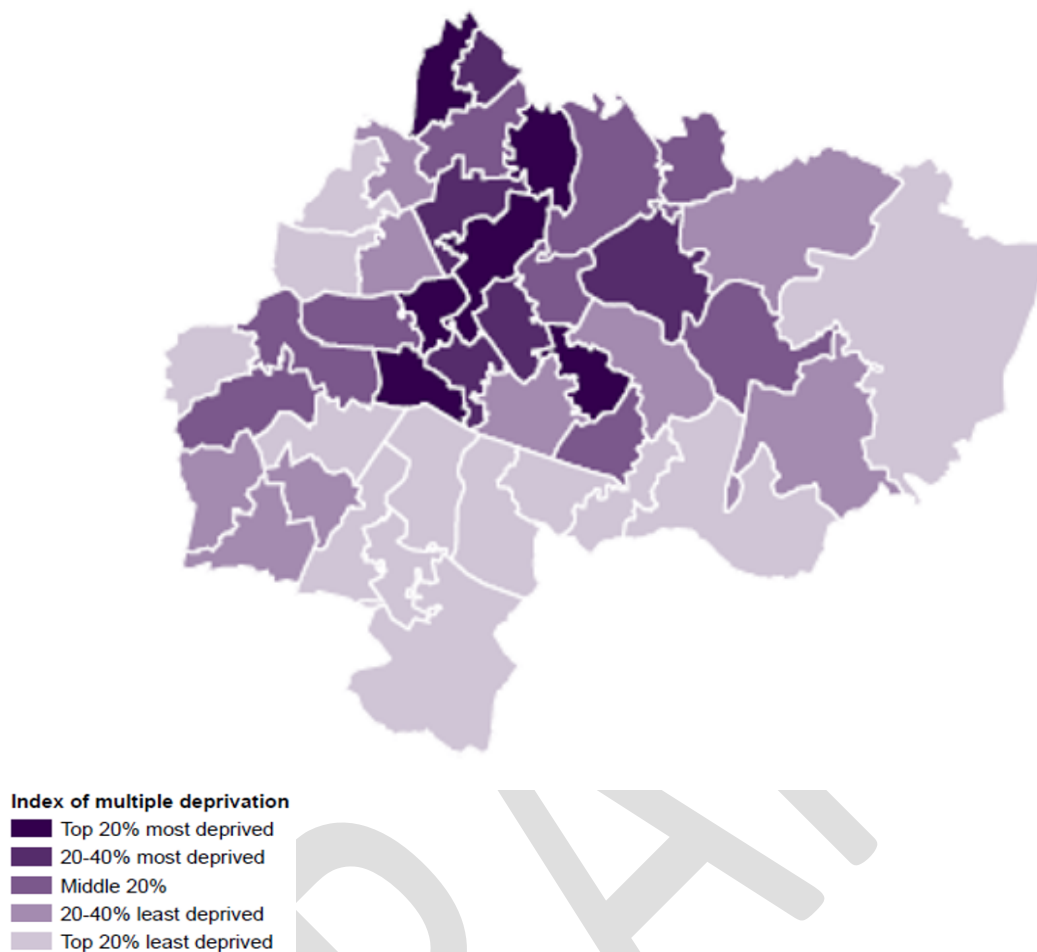 Index of multiple deprivation
Top 20% most deprived
20-40% most deprived
Middle 20%
20-40% least deprived
Top 20% least deprived